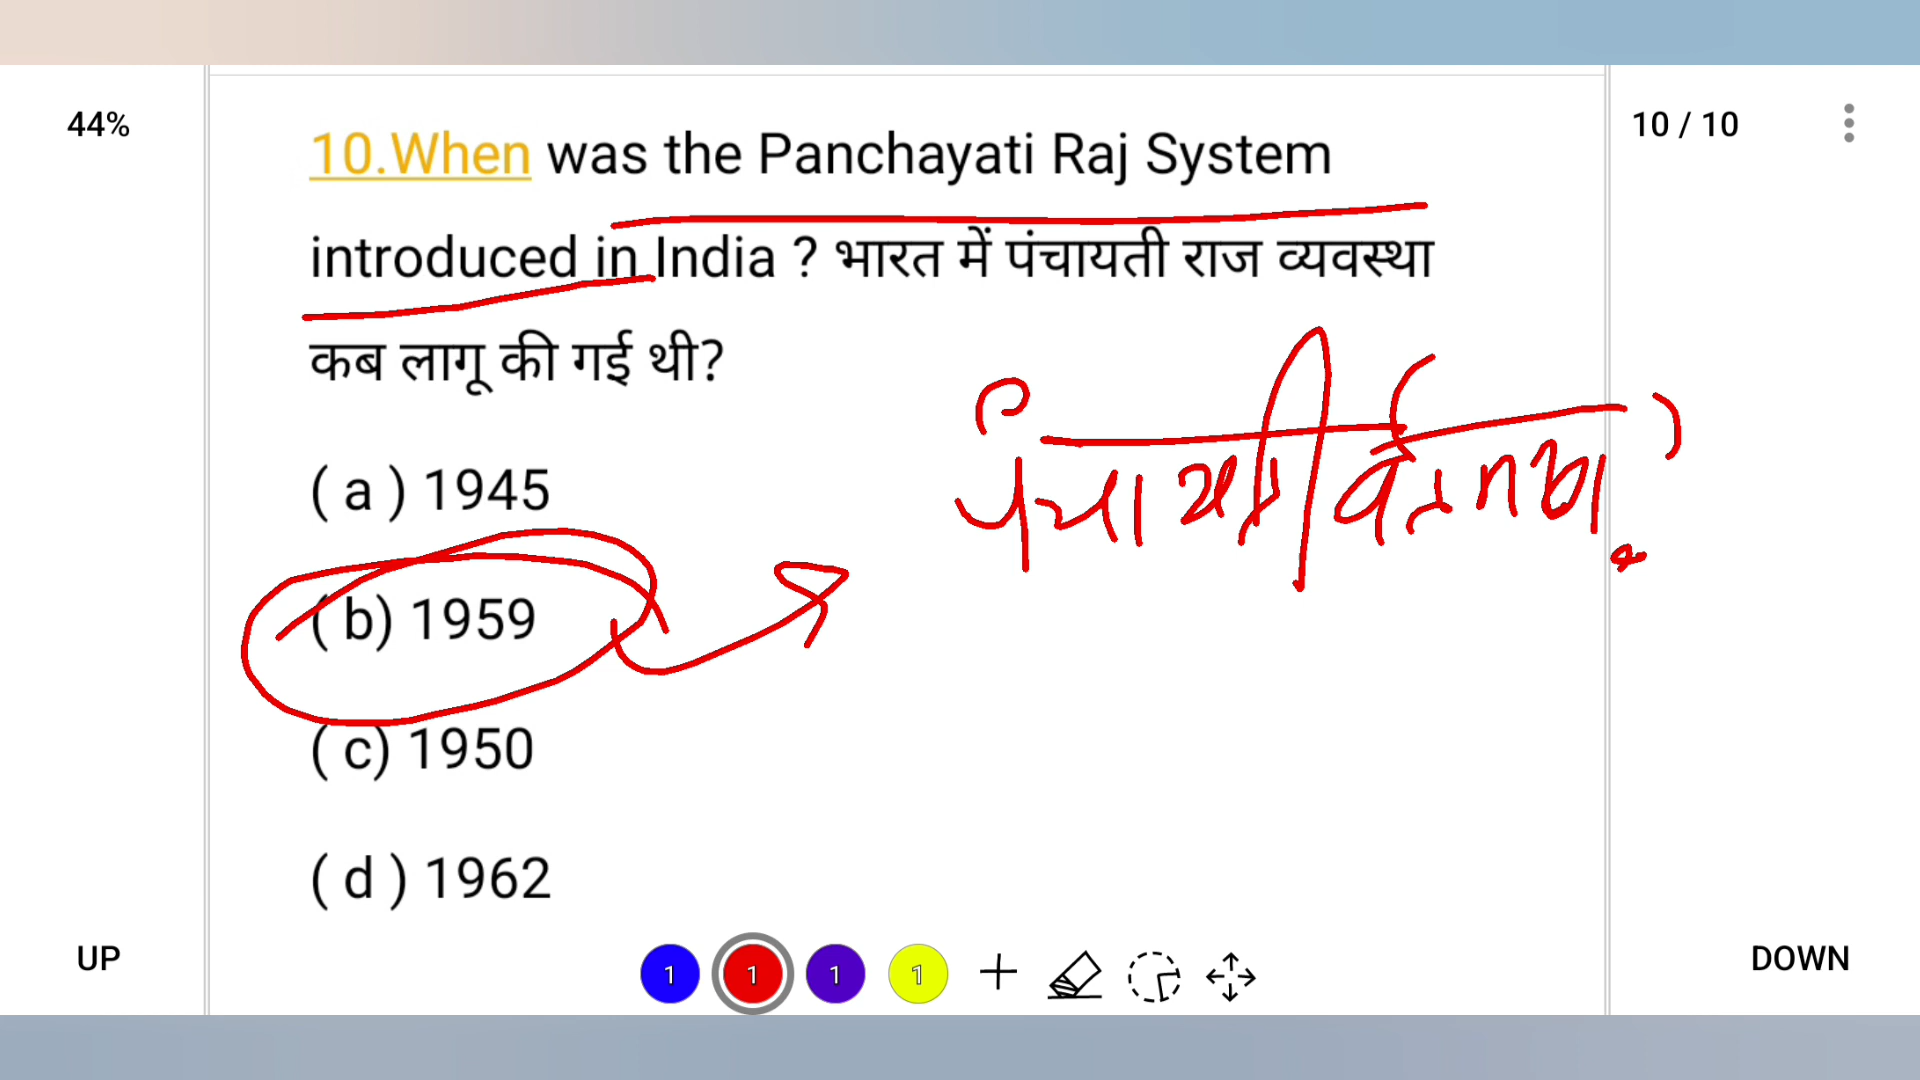 44%
10 / 10
10.When was the Panchayati Raj System
introduced in India ? भारत में पंचायती राज व्यवस्था
कब लागू की गई थी?
( a ) 1945
( b) 1959
( c) 1950
( d ) 1962
UP
DOWN
1 1 1 1